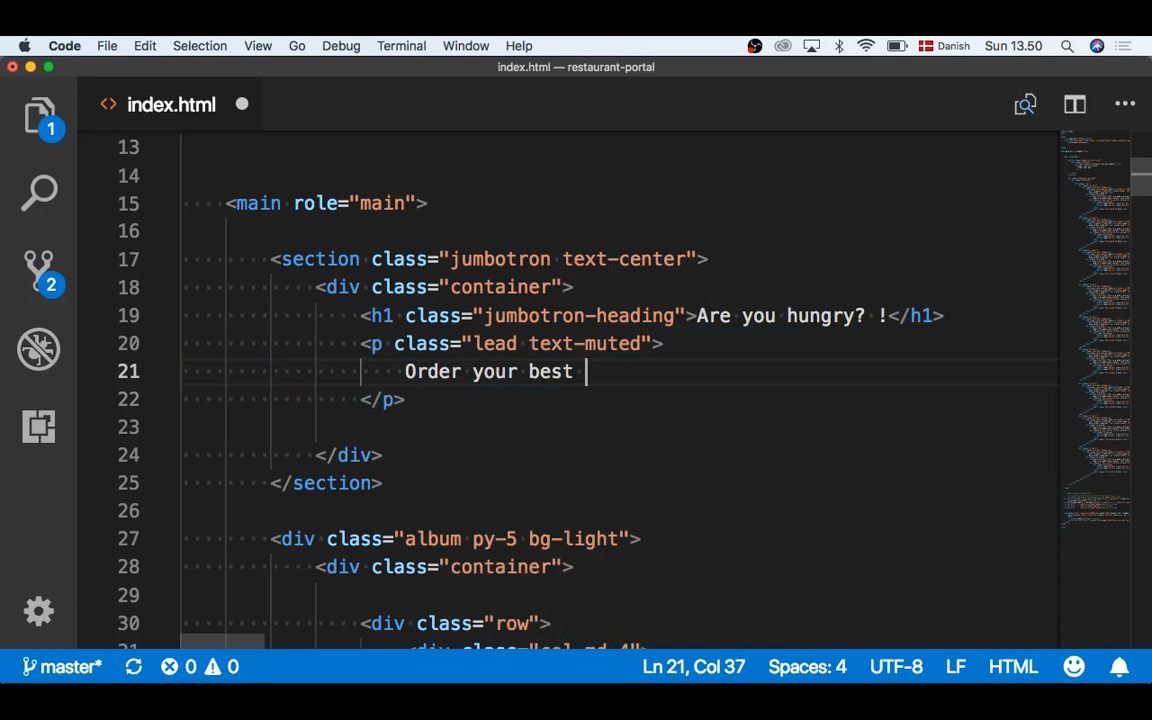 Code File Edit Selection View Go Debug Terminal Window Help Danish Sun 13.50
index.html — restaurant-portal
index.html
1
2
13
14
15 <main role="main">
16
17 <section class="jumbotron text-center">
18 <div class="container">
19 <h1 class="jumbotron-heading">Are you hungry? !</h1>
20 <p class="lead text-muted">
21 Order your best
22 </p>
23
24 </div>
25 </section>
26
27 <div class="album py-5 bg-light">
28 <div class="container">
29
30 <div class="row">
master* 0 0 Ln 21, Col 37 Spaces: 4 UTF-8 LF HTML